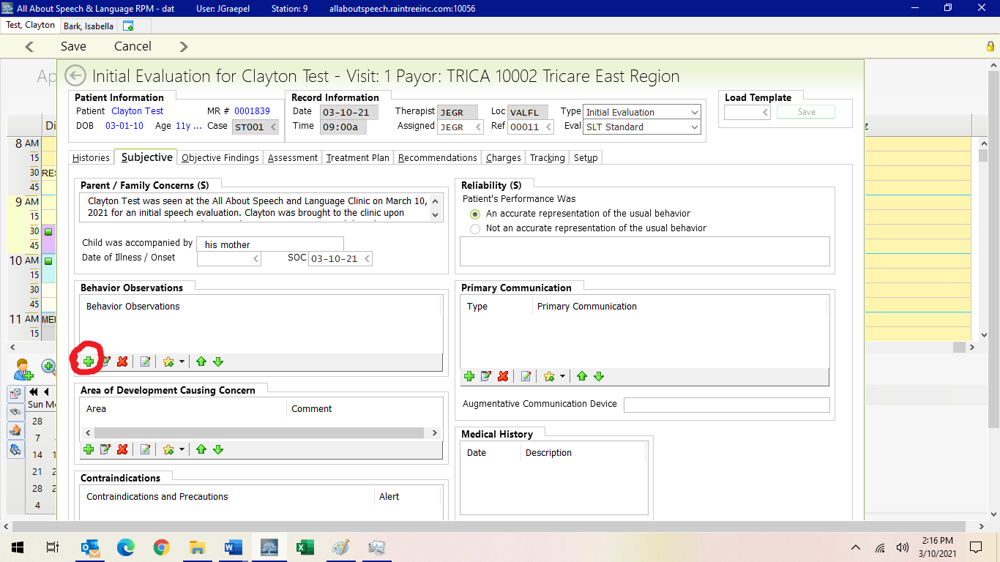 All About Speech & Language RPM - dat User: JGraepel Station: 9 allaboutspeech.raintreeinc.com:10056
Test, Clayton Bark, Isabella
Save Cancel
Initial Evaluation for Clayton Test - Visit: 1 Payor: TRICA 10002 Tricare East Region
Patient Information
Patient Clayton Test MR # 0001839
DOB 03-01-10 Age 11y ... Case ST001
Record Information
Date 03-10-21 Therapist JEGR Loc VALFL Type Initial Evaluation
Time 09:00a Assigned JEGR Ref 00011 Eval SLT Standard
Load Template
Save
Histories Subjective Objective Findings Assessment Treatment Plan Recommendations Charges Tracking Setup
Parent / Family Concerns (S)
Clayton Test was seen at the All About Speech and Language Clinic on March 10,
2021 for an initial speech evaluation. Clayton was brought to the clinic upon
Child was accompanied by his mother
Date of Illness / Onset SOC 03-10-21
Reliability (S)
Patient's Performance Was
An accurate representation of the usual behavior
Not an accurate representation of the usual behavior
Behavior Observations
Behavior Observations
Primary Communication
Type Primary Communication
Augmentative Communication Device
Area of Development Causing Concern
Area Comment
Medical History
Date Description
Contraindications
Contraindications and Precautions Alert
Ap
Di
8 AM
15
30 RES
45
9 AM
15
30
45
10 AM
15
30
45
11 AM MEI
15
z
Sun Mo
28
7
14 1
21 2
28 2
4
2:16 PM
3/10/2021